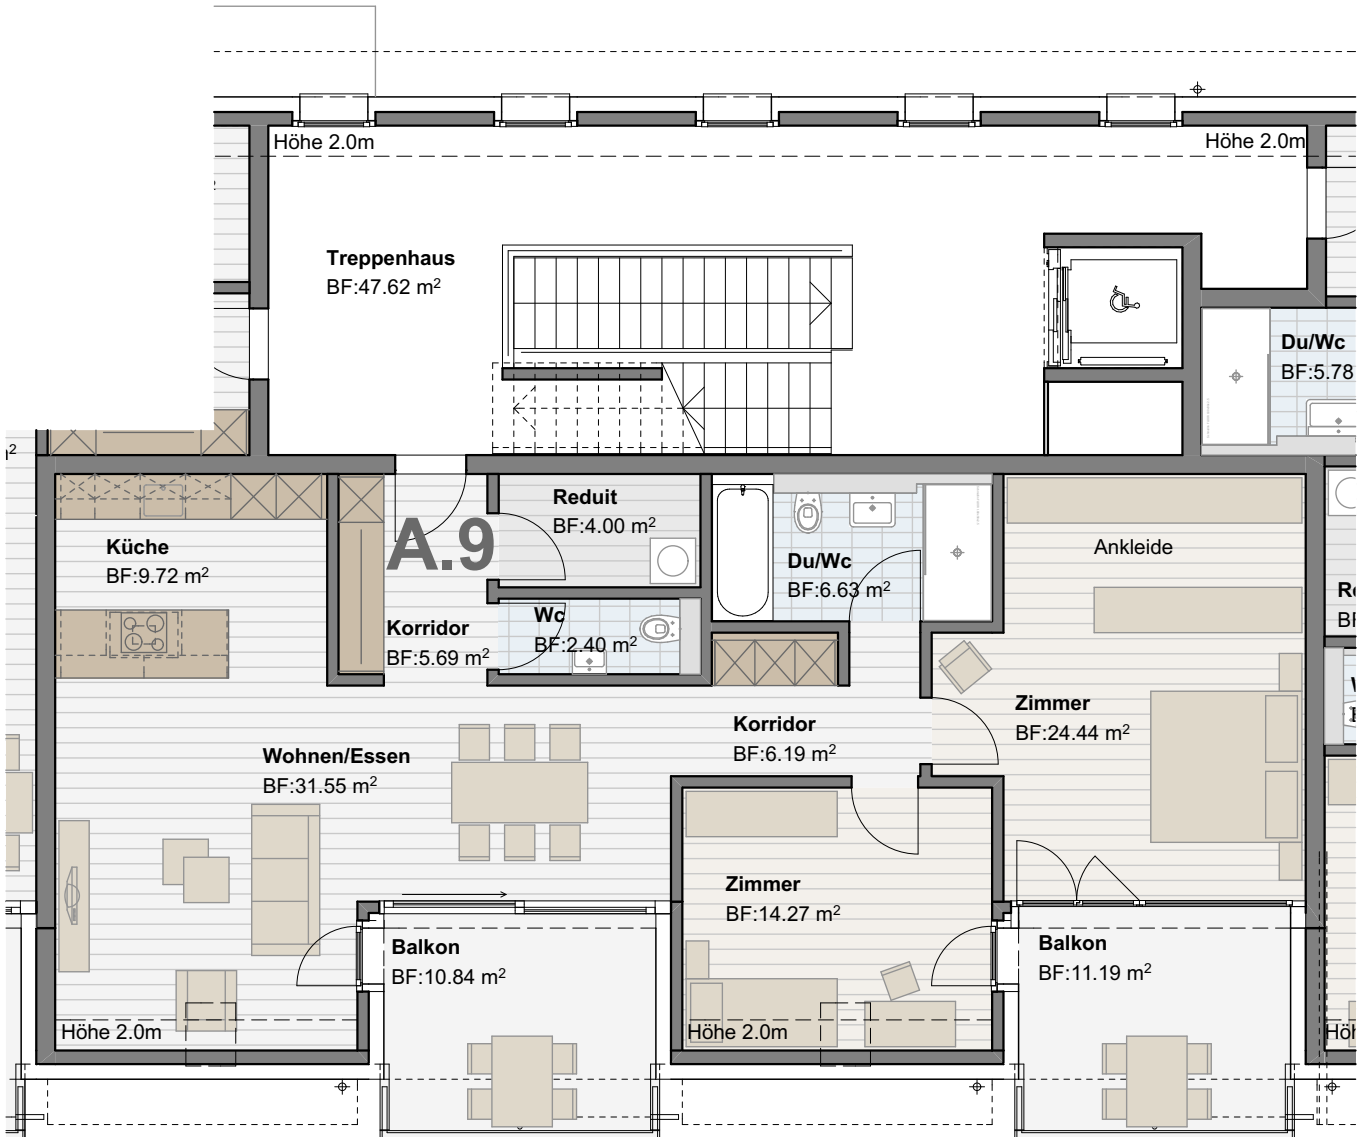 Höhe 2.0m
Höhe 2.0m
Treppenhaus
BF:47.62 m²
Du/Wc
BF:5.78
Reduit
BF:4.00 m²
A.9
Küche
BF:9.72 m²
Ankleide
Du/Wc
BF:6.63 m²
Wc
BF:2.40 m²
Korridor
BF:5.69 m²
Korridor
BF:6.19 m²
Zimmer
BF:24.44 m²
Wohnen/Essen
BF:31.55 m²
Zimmer
BF:14.27 m²
Balkon
BF:10.84 m²
Balkon
BF:11.19 m²
Höhe 2.0m
Höhe 2.0m